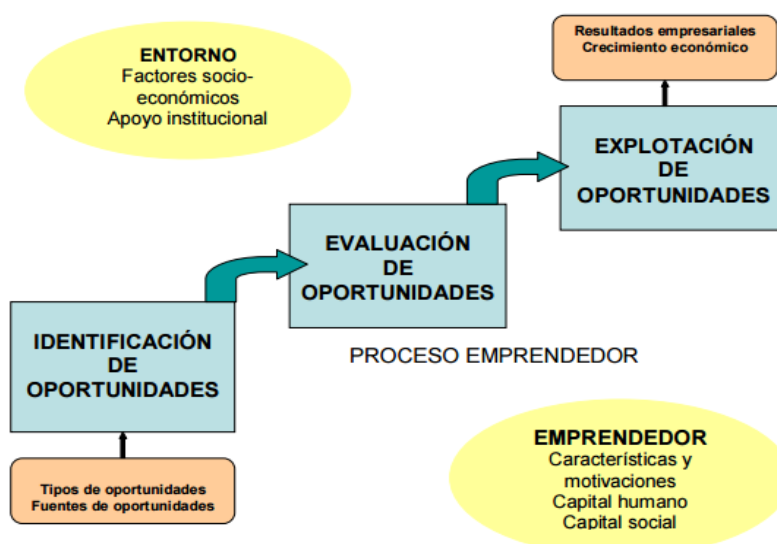 ENTORNO
Factores socio-
económicos
Apoyo institucional
Resultados empresariales
Crecimiento económico
EXPLOTACIÓN
DE
OPORTUNIDADES
EVALUACIÓN
DE
OPORTUNIDADES
IDENTIFICACIÓN
DE
OPORTUNIDADES
PROCESO EMPRENDEDOR
Tipos de oportunidades
Fuentes de oportunidades
EMPRENDEDOR
Características y
motivaciones
Capital humano
Capital social